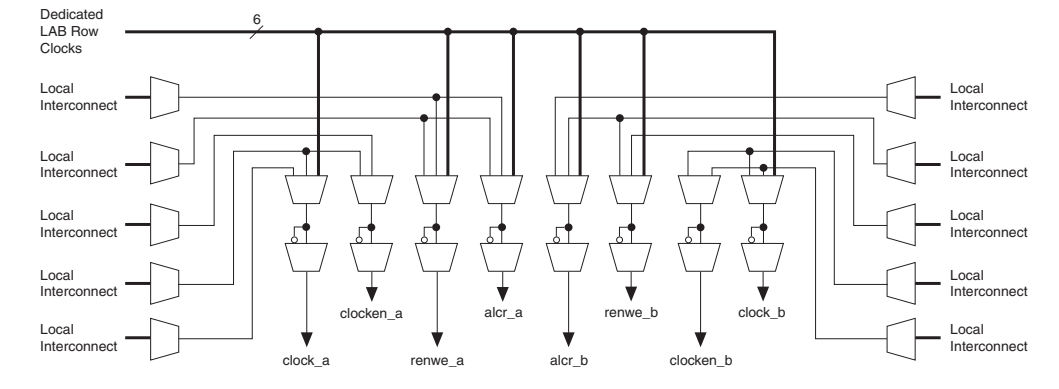 Dedicated
LAB Row
Clocks
6
Local
Interconnect
Local
Interconnect
Local
Interconnect
Local
Interconnect
Local
Interconnect
Local
Interconnect
Local
Interconnect
Local
Interconnect
Local
Interconnect
Local
Interconnect
clocken_a
alcr_a
renwe_b
clock_b
clock_a
renwe_a
alcr_b
clocken_b